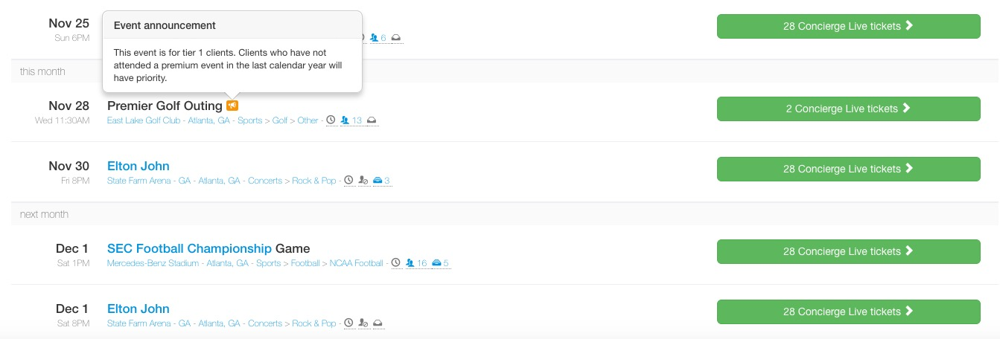 Nov 25
Sun 6PM
6
28 Concierge Live tickets
Event announcement
This event is for tier 1 clients. Clients who have not
attended a premium event in the last calendar year will
have priority.
this month
Nov 28
Wed 11:30AM
Premier Golf Outing
East Lake Golf Club - Atlanta, GA - Sports > Golf > Other - 13
2 Concierge Live tickets
Nov 30
Fri 8PM
Elton John
State Farm Arena - GA - Atlanta, GA - Concerts > Rock & Pop - 3
28 Concierge Live tickets
next month
Dec 1
Sat 1PM
SEC Football Championship Game
Mercedes-Benz Stadium - Atlanta, GA - Sports > Football > NCAA Football - 16 5
28 Concierge Live tickets
Dec 1
Sat 8PM
Elton John
State Farm Arena - GA - Atlanta, GA - Concerts > Rock & Pop -
28 Concierge Live tickets